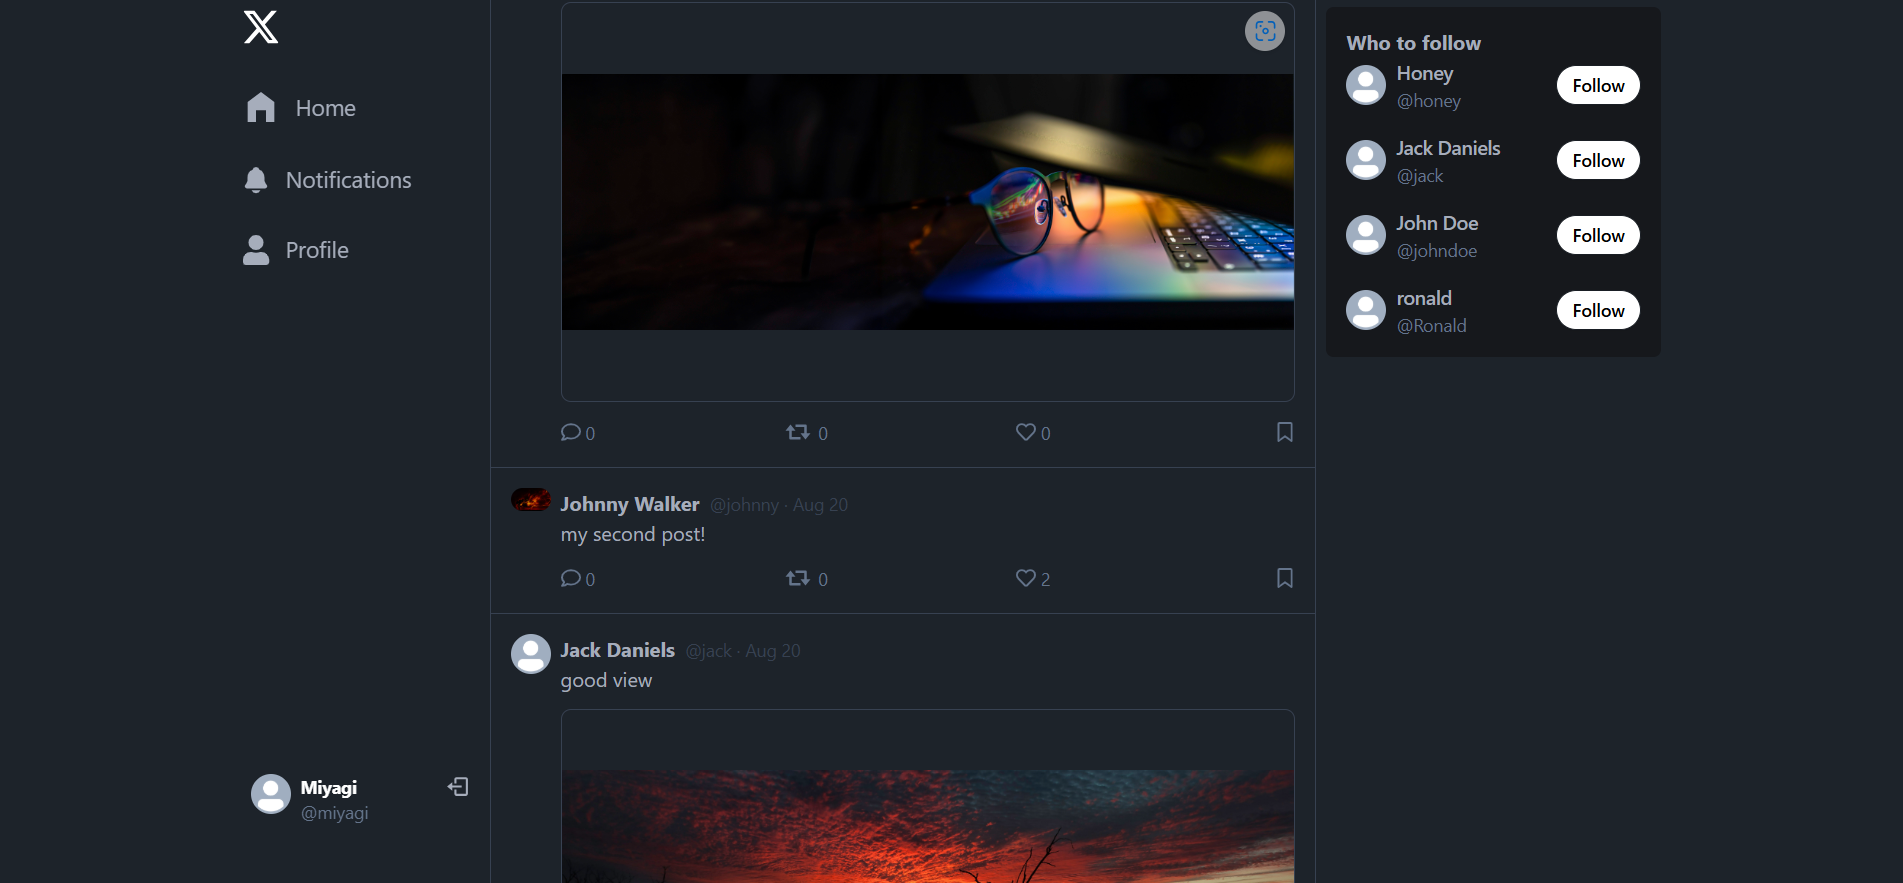 Home
Notifications
Profile
Miyagi
@miyagi
0 0 0
Johnny Walker @johnny · Aug 20
my second post!
0 0 2
Jack Daniels @jack · Aug 20
good view
Who to follow
Honey
@honey
Follow
Jack Daniels
@jack
Follow
John Doe
@johndoe
Follow
ronald
@Ronald
Follow